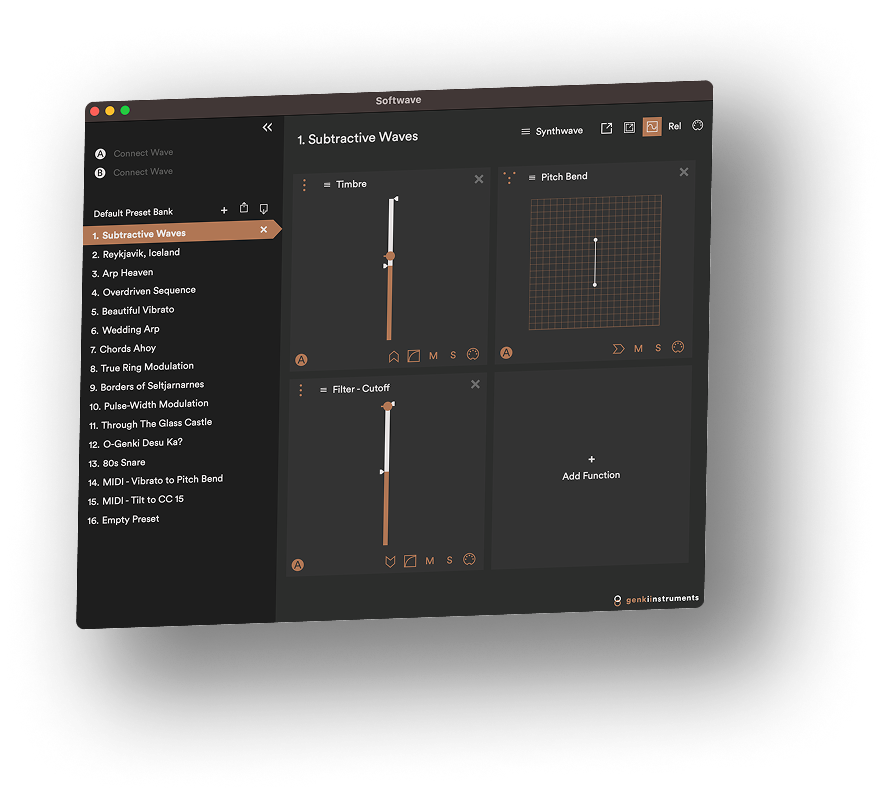 Softwave
A Connect Wave
B Connect Wave
Default Preset Bank
1. Subtractive Waves
2. Reykjavik, Iceland
3. Arp Heaven
4. Overdriven Sequence
5. Beautiful Vibrato
6. Wedding Arp
7. Chords Ahoy
8. True Ring Modulation
9. Borders of Seltjarnarnes
10. Pulse-Width Modulation
11. Through The Glass Castle
12. O-Genki Desu Ka?
13. 80s Snare
14. MIDI - Vibrato to Pitch Bend
15. MIDI - Tilt to CC 15
16. Empty Preset
1. Subtractive Waves
Synthwave
Rel
Timbre
A M S
Pitch Bend
A M S
Filter - Cutoff
A M S
+
Add Function
genkiinstruments